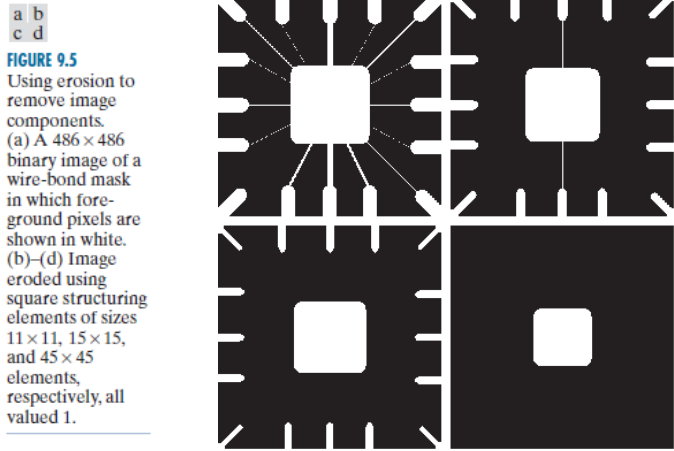 a b
c d
FIGURE 9.5
Using erosion to
remove image
components.
(a) A 486 × 486
binary image of a
wire-bond mask
in which fore-
ground pixels are
shown in white.
(b)–(d) Image
eroded using
square structuring
elements of sizes
11 × 11, 15 × 15,
and 45 × 45
elements,
respectively, all
valued 1.